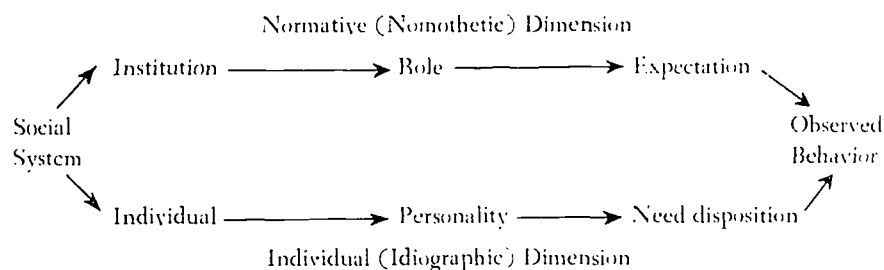 Normative (Nomothetic) Dimension
Institution Role Expectation
Social System
Observed Behavior
Individual Personality Need disposition
Individual (Idiographic) Dimension